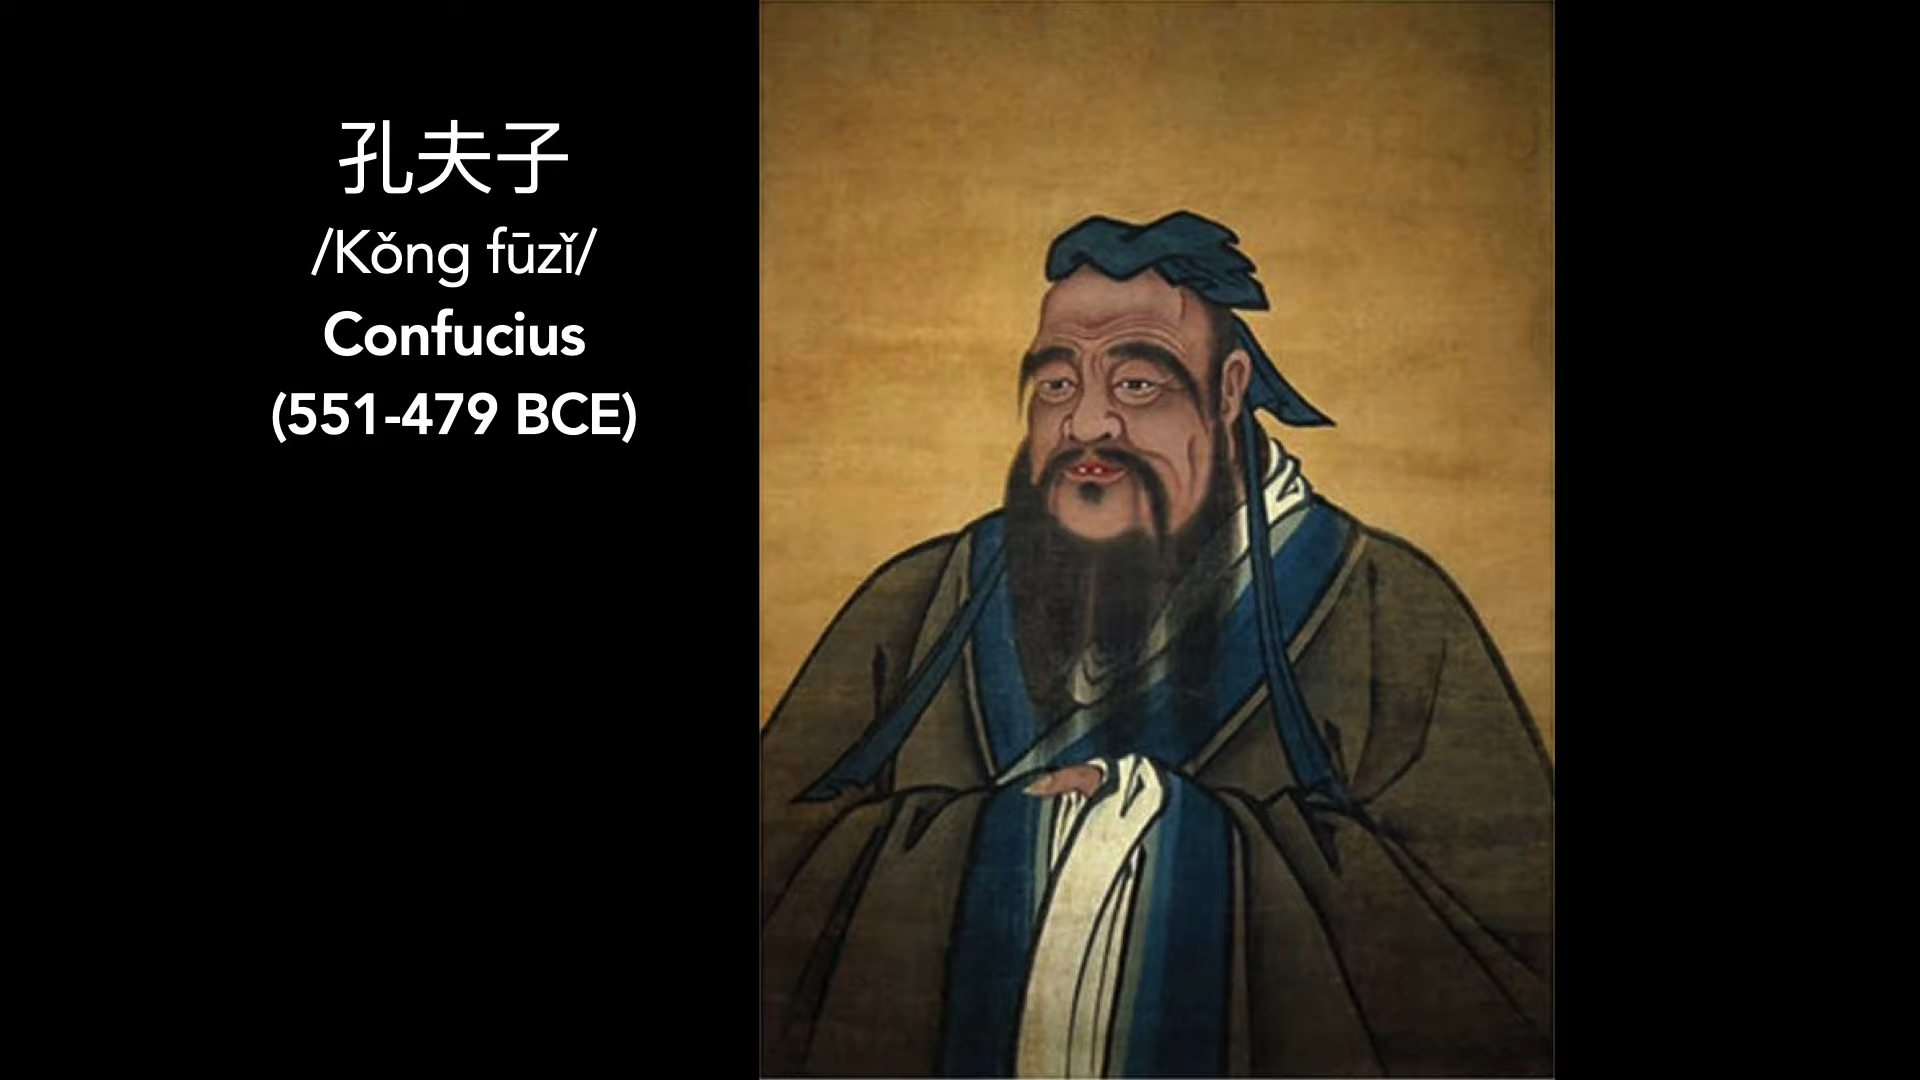 孔夫子
/Kǒng fūzǐ/
Confucius
(551-479 BCE)